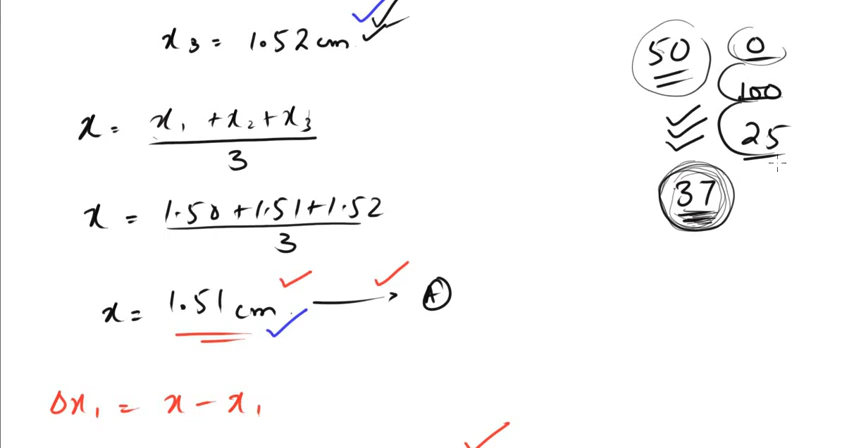 x₃ = 1.52 cm
x = x₁ + x₂ + x₃ / 3
x = 1.50 + 1.51 + 1.52 / 3
x = 1.51 cm → A
Δx₁ = x − x₁
50 0
100
25
37